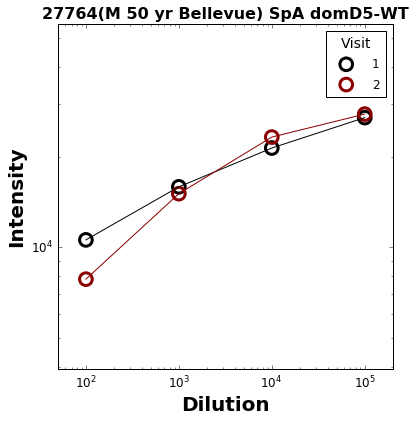 27764(M 50 yr Bellevue) SpA domD5-WT
Visit
1
2
Intensity
10⁴
10² 10³ 10⁴ 10⁵
Dilution